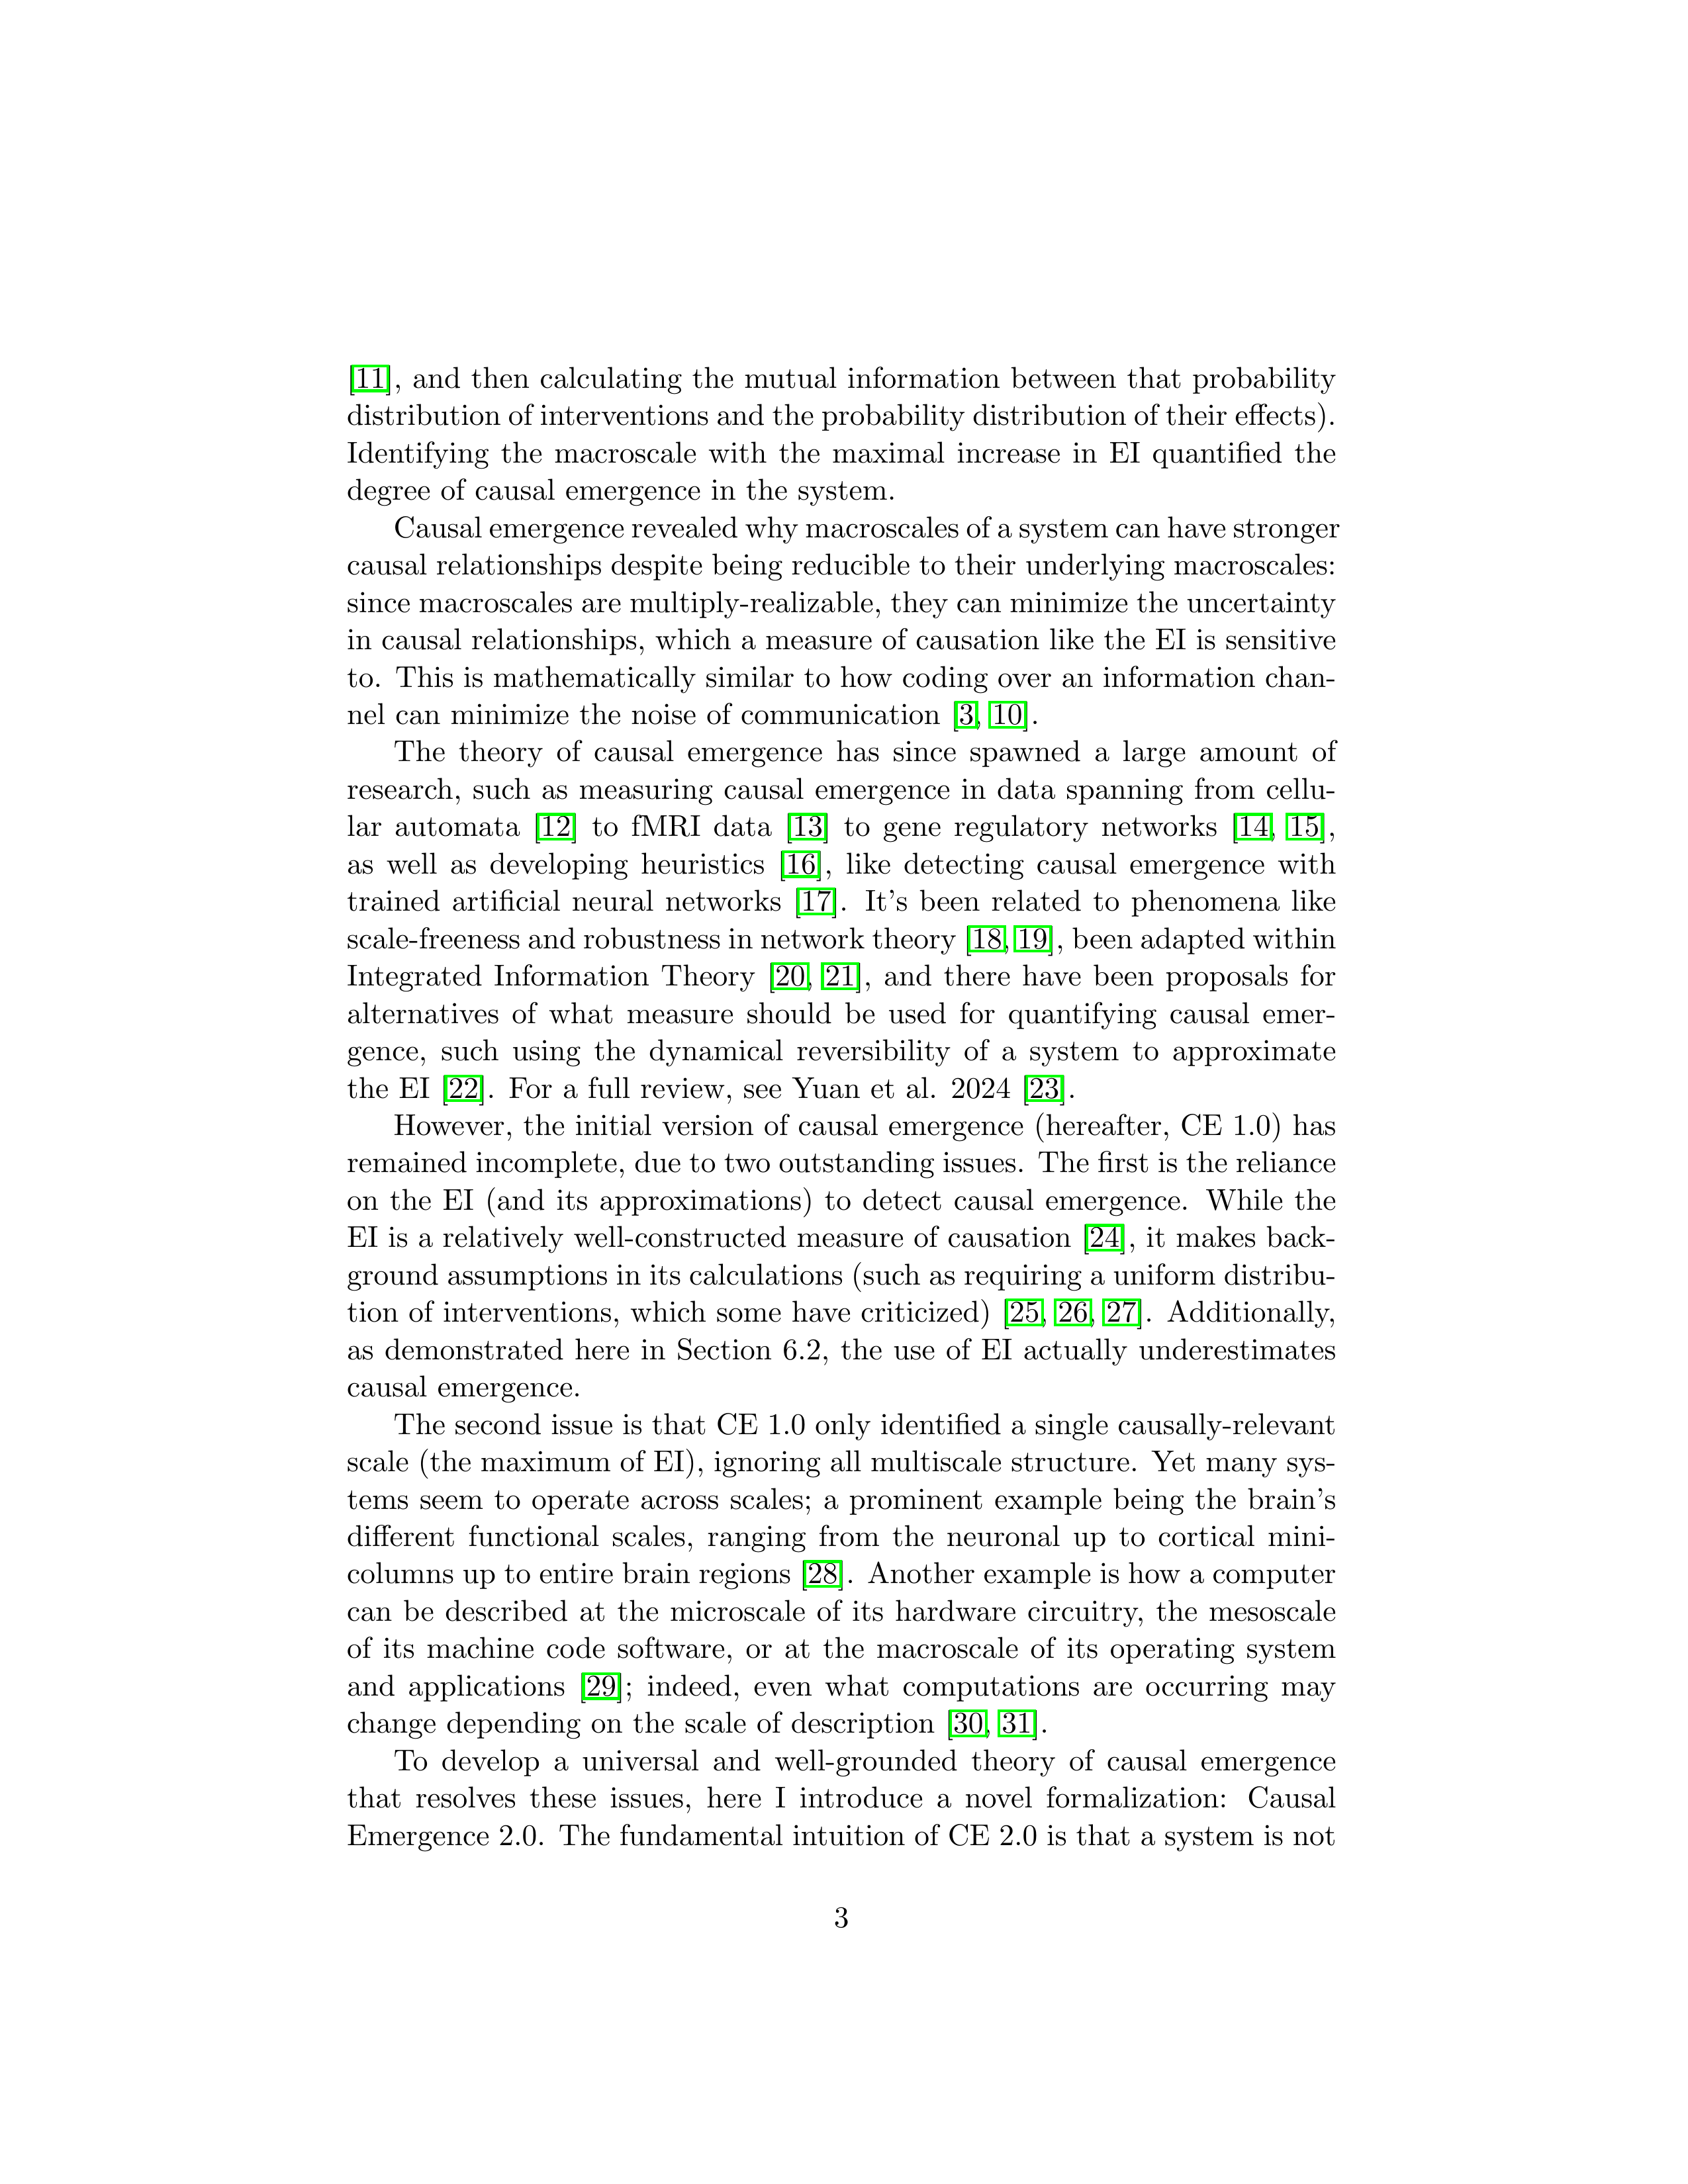 [11], and then calculating the mutual information between that probability
distribution of interventions and the probability distribution of their effects).
Identifying the macroscale with the maximal increase in EI quantified the
degree of causal emergence in the system.
Causal emergence revealed why macroscales of a system can have stronger
causal relationships despite being reducible to their underlying macroscales:
since macroscales are multiply-realizable, they can minimize the uncertainty
in causal relationships, which a measure of causation like the EI is sensitive
to. This is mathematically similar to how coding over an information chan-
nel can minimize the noise of communication [3, 10].
The theory of causal emergence has since spawned a large amount of
research, such as measuring causal emergence in data spanning from cellu-
lar automata [12] to fMRI data [13] to gene regulatory networks [14, 15],
as well as developing heuristics [16], like detecting causal emergence with
trained artificial neural networks [17]. It's been related to phenomena like
scale-freeness and robustness in network theory [18, 19], been adapted within
Integrated Information Theory [20, 21], and there have been proposals for
alternatives of what measure should be used for quantifying causal emer-
gence, such using the dynamical reversibility of a system to approximate
the EI [22]. For a full review, see Yuan et al. 2024 [23].
However, the initial version of causal emergence (hereafter, CE 1.0) has
remained incomplete, due to two outstanding issues. The first is the reliance
on the EI (and its approximations) to detect causal emergence. While the
EI is a relatively well-constructed measure of causation [24], it makes back-
ground assumptions in its calculations (such as requiring a uniform distribu-
tion of interventions, which some have criticized) [25, 26, 27]. Additionally,
as demonstrated here in Section 6.2, the use of EI actually underestimates
causal emergence.
The second issue is that CE 1.0 only identified a single causally-relevant
scale (the maximum of EI), ignoring all multiscale structure. Yet many sys-
tems seem to operate across scales; a prominent example being the brain's
different functional scales, ranging from the neuronal up to cortical mini-
columns up to entire brain regions [28]. Another example is how a computer
can be described at the microscale of its hardware circuitry, the mesoscale
of its machine code software, or at the macroscale of its operating system
and applications [29]; indeed, even what computations are occurring may
change depending on the scale of description [30, 31].
To develop a universal and well-grounded theory of causal emergence
that resolves these issues, here I introduce a novel formalization: Causal
Emergence 2.0. The fundamental intuition of CE 2.0 is that a system is not
3